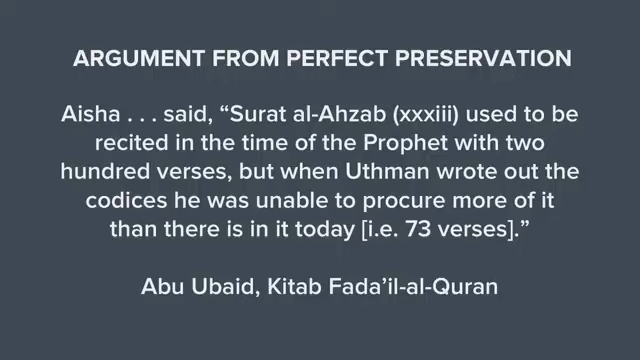 ARGUMENT FROM PERFECT PRESERVATION
Aisha . . . said, “Surat al-Ahzab (xxxiii) used to be
recited in the time of the Prophet with two
hundred verses, but when Uthman wrote out the
codices he was unable to procure more of it
than there is in it today [i.e. 73 verses].”
Abu Ubaid, Kitab Fada’il-al-Quran